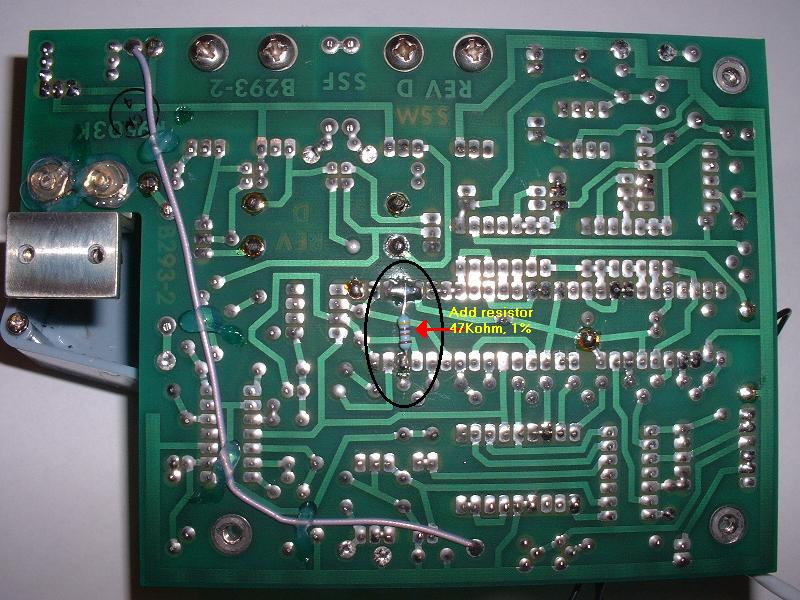 B293-2
SSF
REV D
SSM
REV
D
B293-2
Add resistor
47Kohm, 1%